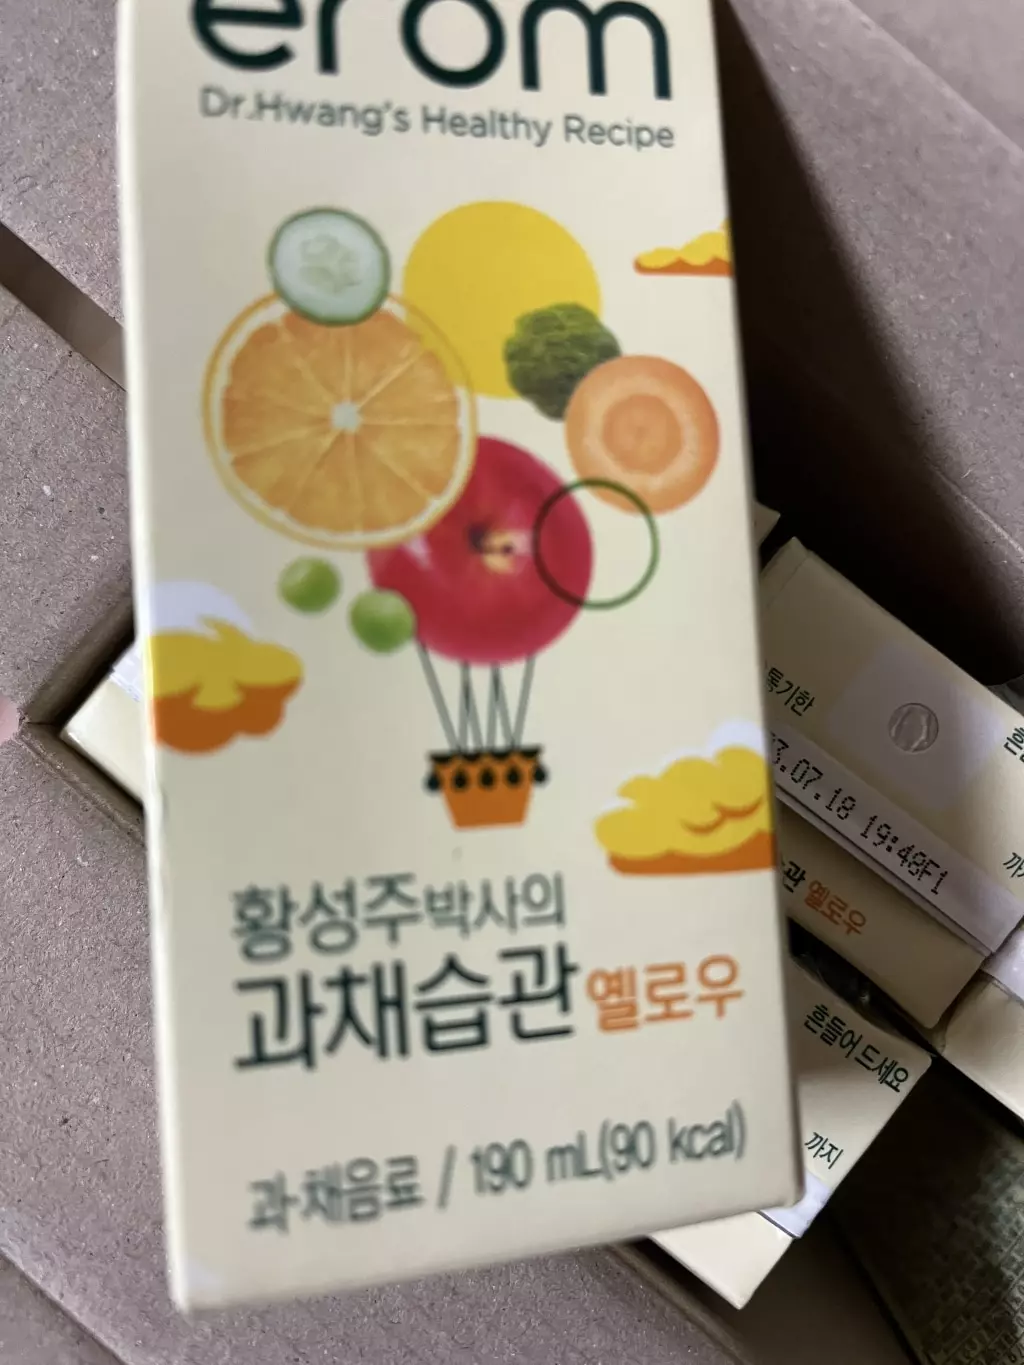 erom
Dr.Hwang's Healthy Recipe
황성주박사의
과채습관 옐로우
과·채음료 / 190 mL(90 kcal)
통기한
3.07.18 19:48F1
관 옐로우
흔들어 드세요
까지